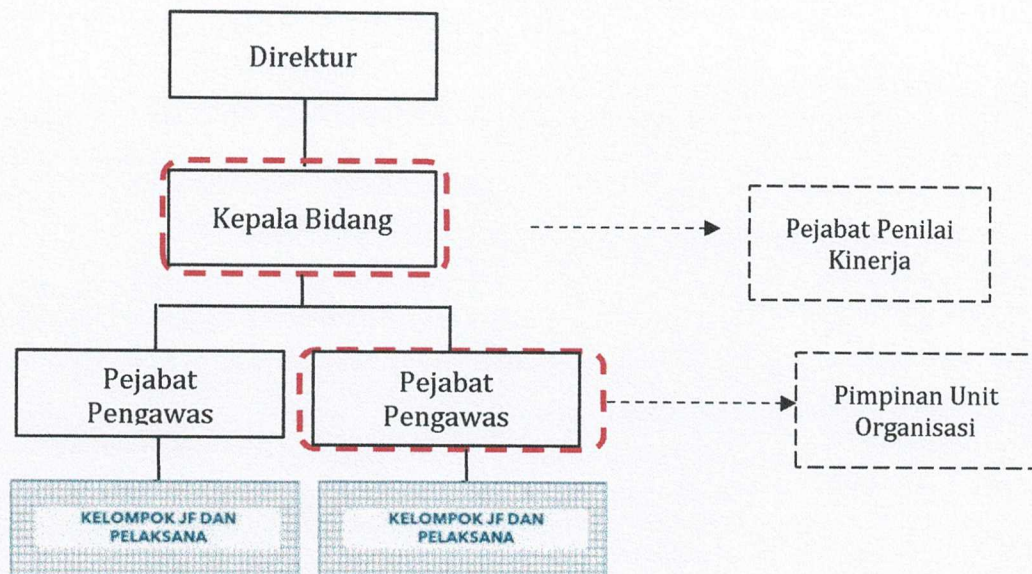 Direktur
Kepala Bidang
Pejabat Penilai
Kinerja
Pejabat
Pengawas
Pejabat
Pengawas
Pimpinan Unit
Organisasi
KELOMPOK JF DAN
PELAKSANA
KELOMPOK JF DAN
PELAKSANA